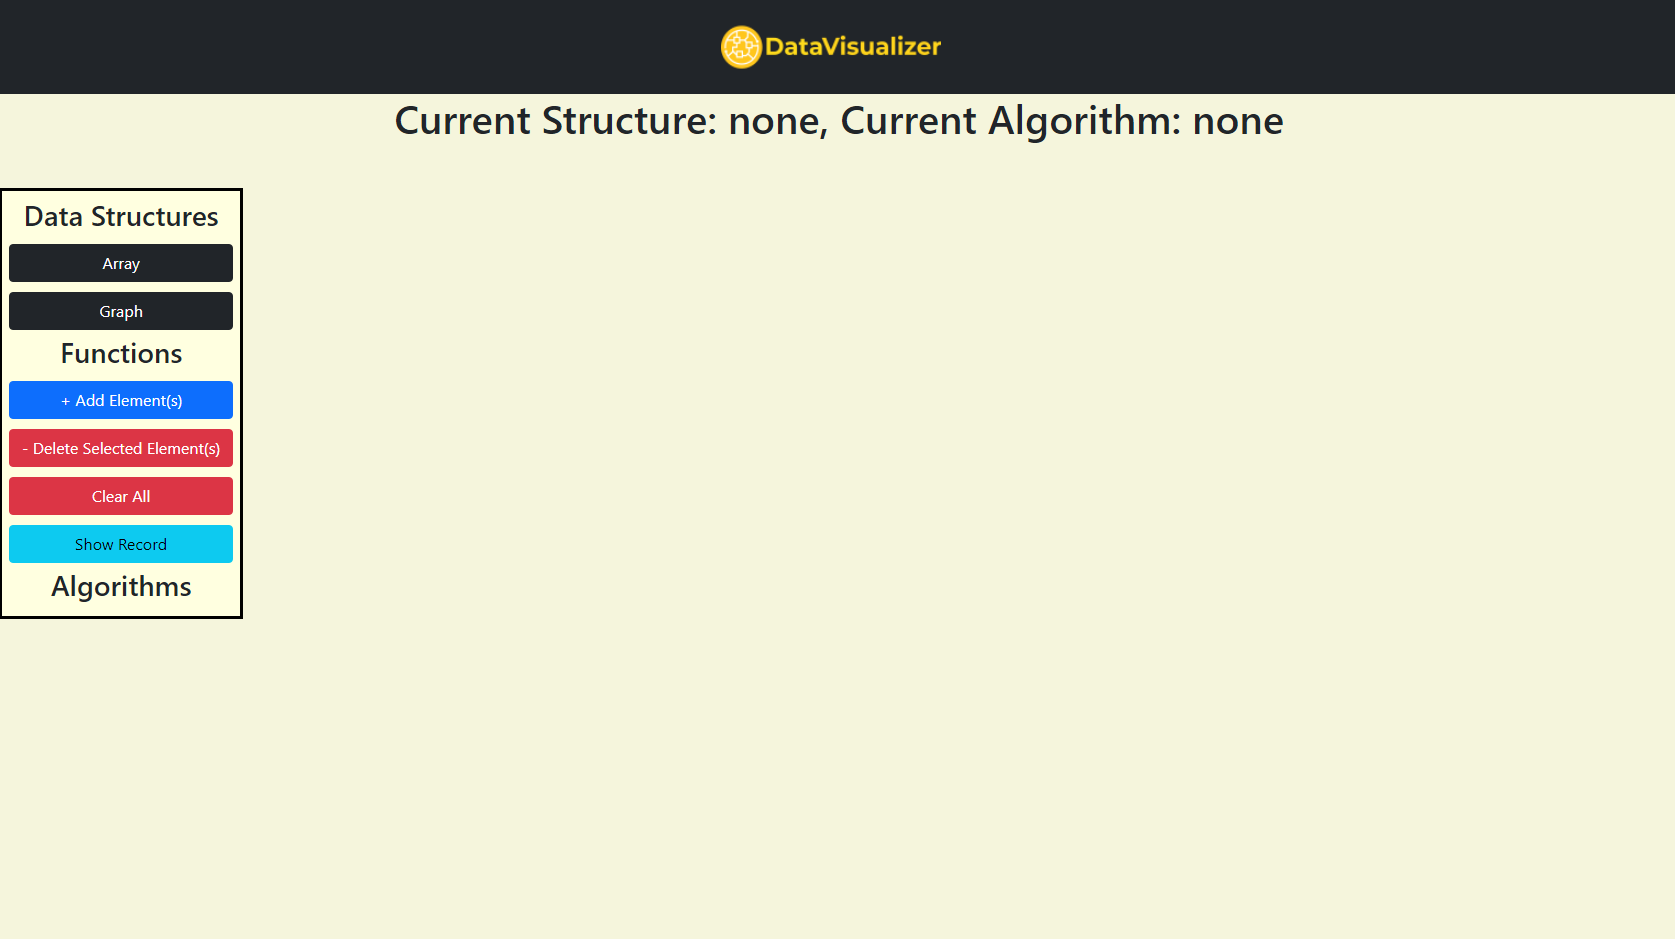 DataVisualizer
Current Structure: none, Current Algorithm: none
Data Structures
Array
Graph
Functions
+ Add Element(s)
- Delete Selected Element(s)
Clear All
Show Record
Algorithms